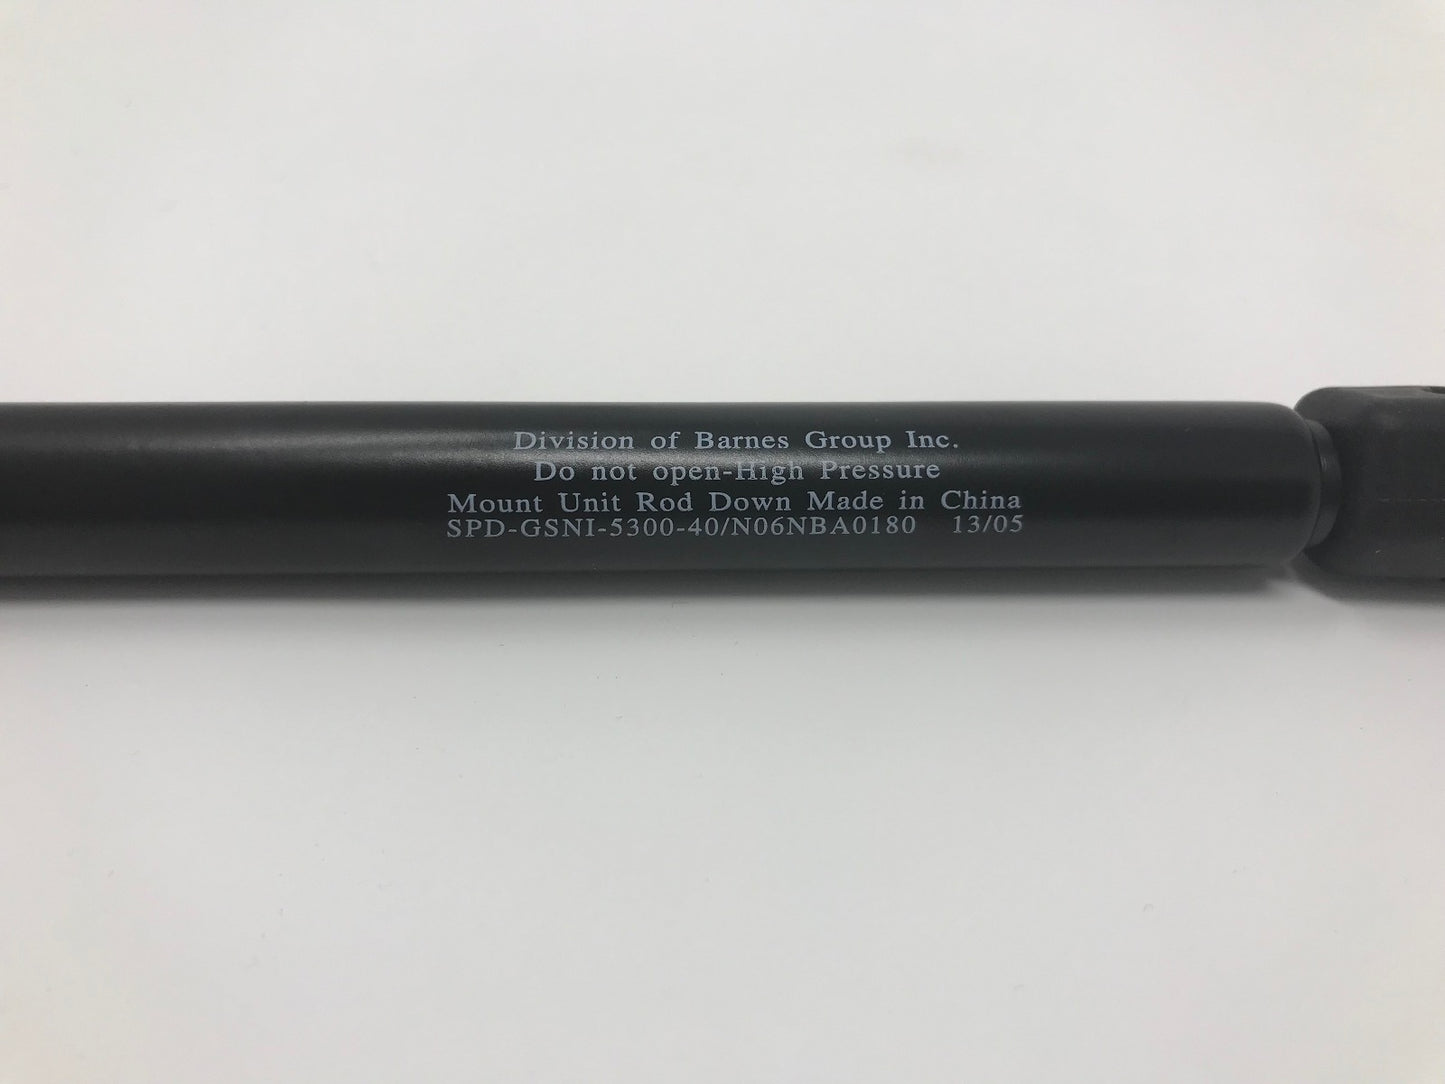 Division of Barnes Group Inc.
Do not open-High Pressure
Mount Unit Rod Down Made in China
SPD-GSNI-5300-40/N06NBA0180 13/05